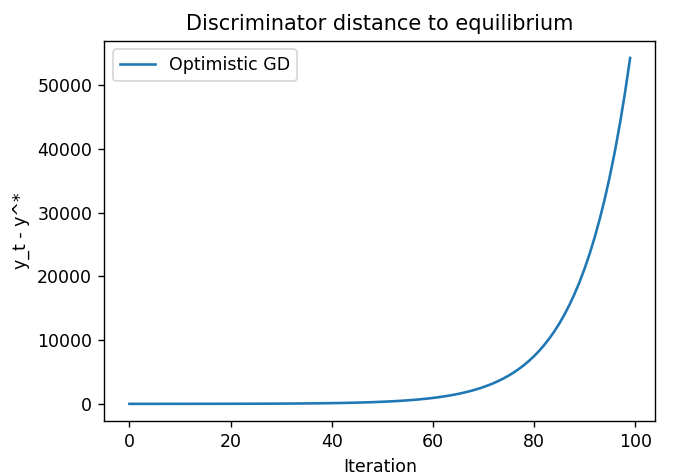 Discriminator distance to equilibrium
Optimistic GD
y_t - y^*
50000
40000
30000
20000
10000
0
0 20 40 60 80 100
Iteration